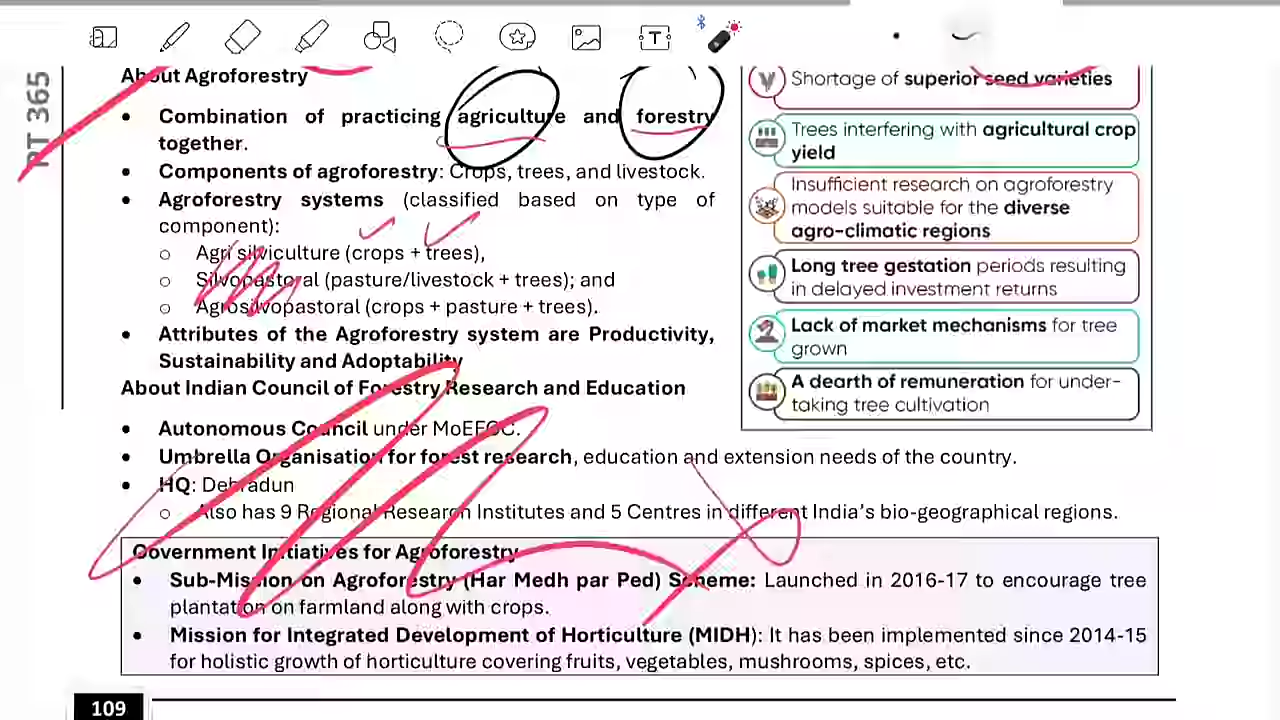 PT 365
About Agroforestry
• Combination of practicing agriculture and forestry
together.
• Components of agroforestry: Crops, trees, and livestock.
• Agroforestry systems (classified based on type of
component):
o Agri silviculture (crops + trees),
o Silvopastoral (pasture/livestock + trees); and
o Agrosilvopastoral (crops + pasture + trees).
• Attributes of the Agroforestry system are Productivity,
Sustainability and Adoptability
About Indian Council of Forestry Research and Education
• Autonomous Council under MoEFCC.
• Umbrella Organisation for forest research, education and extension needs of the country.
• HQ: Dehradun
o Also has 9 Regional Research Institutes and 5 Centres in different India's bio-geographical regions.
Shortage of superior seed varieties
Trees interfering with agricultural crop
yield
Insufficient research on agroforestry
models suitable for the diverse
agro-climatic regions
Long tree gestation periods resulting
in delayed investment returns
Lack of market mechanisms for tree
grown
A dearth of remuneration for under-
taking tree cultivation
Government Initiatives for Agroforestry
• Sub-Mission on Agroforestry (Har Medh par Ped) Scheme: Launched in 2016-17 to encourage tree
plantation on farmland along with crops.
• Mission for Integrated Development of Horticulture (MIDH): It has been implemented since 2014-15
for holistic growth of horticulture covering fruits, vegetables, mushrooms, spices, etc.
109